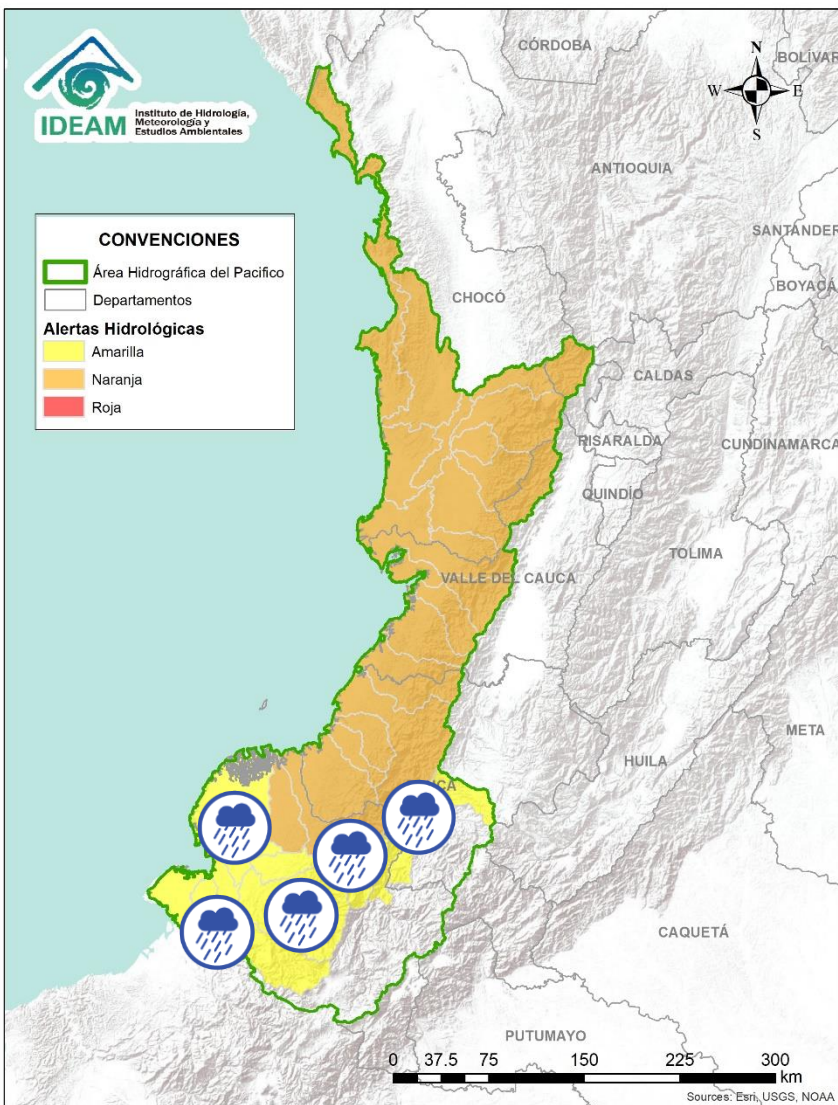 CÓRDOBA
BOLÍVAR
N
W
E
S
IDEAM
Instituto de Hidrología,
Meteorología y
Estudios Ambientales
ANTIOQUIA
SANTANDER
BOYACÁ
CONVENCIONES
Área Hidrográfica del Pacifico
Departamentos
Alertas Hidrológicas
Amarilla
Naranja
Roja
CHOCÓ
CALDAS
RISARALDA
CUNDINAMARCA
QUINDÍO
TOLIMA
VALLE DEL CAUCA
META
HUILA
CAQUETÁ
PUTUMAYO
0 37.5 75 150 225 300
km
Sources: Esri, USGS, NOAA